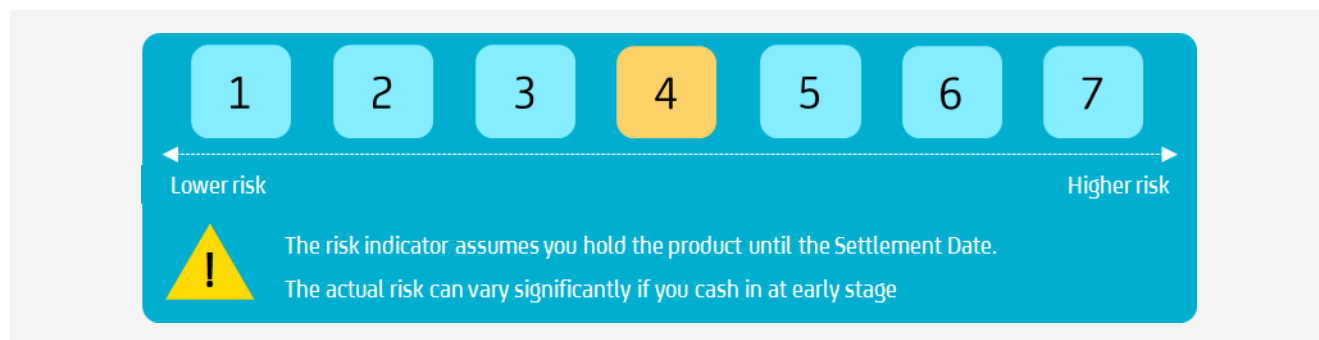 1 2 3 4 5 6 7
Lower risk Higher risk
!
The risk indicator assumes you hold the product until the Settlement Date.
The actual risk can vary significantly if you cash in at early stage